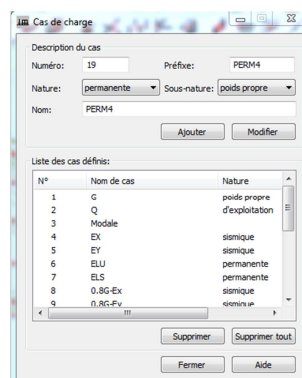 Cas de charge
Description du cas
Numéro: 19 Préfixe: PERM4
Nature: permanente Sous-nature: poids propre
Nom: PERM4
Ajouter Modifier
Liste des cas définis:
N° Nom de cas Nature
1 G poids propre
2 Q d'exploitation
3 Modale
4 EX sismique
5 EY sismique
6 ELU permanente
7 ELS permanente
8 0.8G-Ex sismique
9 0.8G-Ey sismique
Supprimer Supprimer tout
Fermer Aide